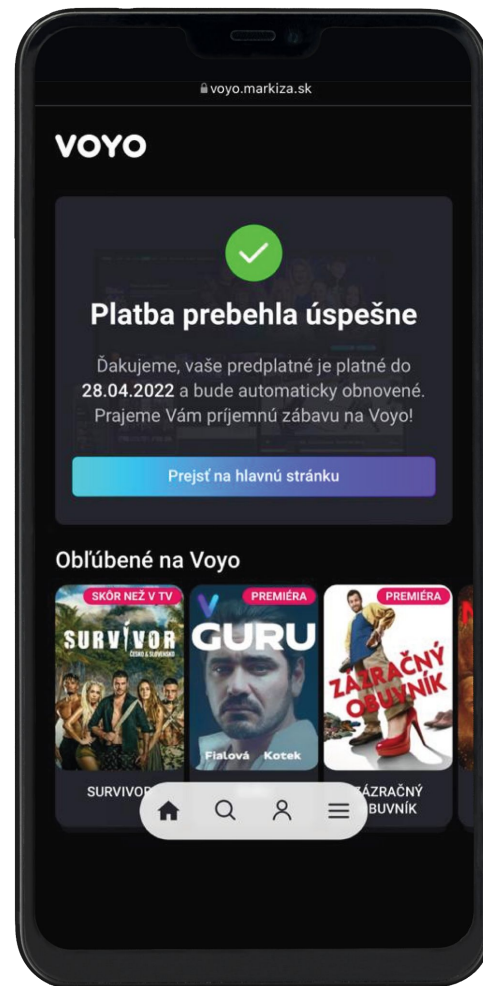 voyo.markiza.sk
VOYO
Platba prebehla úspešne
Ďakujeme, vaše predplatné je platné do
28.04.2022 a bude automaticky obnovené.
Prajeme Vám príjemnú zábavu na Voyo!
Prejsť na hlavnú stránku
Obľúbené na Voyo
SKÔR NEŽ V TV
SURVIVOR
ČESKO & SLOVENSKO
SURVIVOR
PREMIÉRA
GURU
Fialová Kotek
PREMIÉRA
ZÁZRAČNÝ
OBUVNÍK
ZÁZRAČNÝ
OBUVNÍK